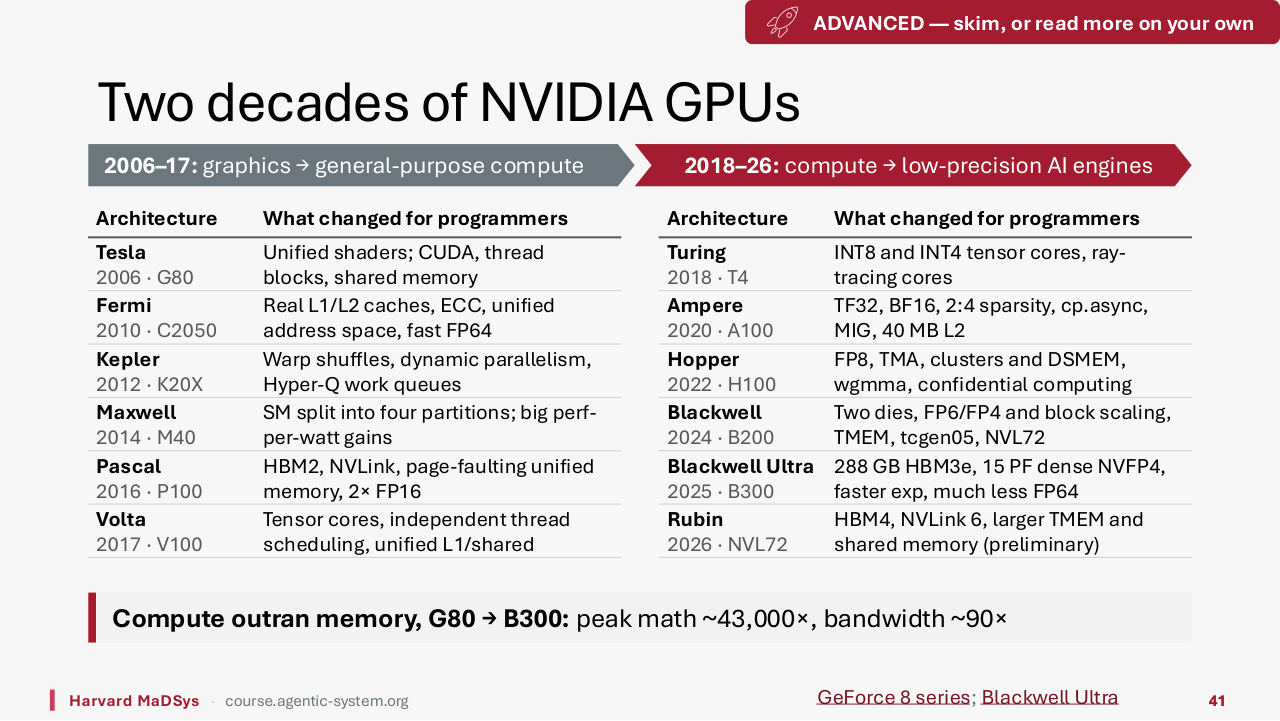 ADVANCED — skim, or read more on your own
Two decades of NVIDIA GPUs
2006–17: graphics → general-purpose compute
2018–26: compute → low-precision AI engines
Architecture What changed for programmers
Tesla Unified shaders; CUDA, thread
2006 · G80 blocks, shared memory
Fermi Real L1/L2 caches, ECC, unified
2010 · C2050 address space, fast FP64
Kepler Warp shuffles, dynamic parallelism,
2012 · K20X Hyper-Q work queues
Maxwell SM split into four partitions; big perf-
2014 · M40 per-watt gains
Pascal HBM2, NVLink, page-faulting unified
2016 · P100 memory, 2× FP16
Volta Tensor cores, independent thread
2017 · V100 scheduling, unified L1/shared
Architecture What changed for programmers
Turing INT8 and INT4 tensor cores, ray-
2018 · T4 tracing cores
Ampere TF32, BF16, 2:4 sparsity, cp.async,
2020 · A100 MIG, 40 MB L2
Hopper FP8, TMA, clusters and DSMEM,
2022 · H100 wgmma, confidential computing
Blackwell Two dies, FP6/FP4 and block scaling,
2024 · B200 TMEM, tcgen05, NVL72
Blackwell Ultra 288 GB HBM3e, 15 PF dense NVFP4,
2025 · B300 faster exp, much less FP64
Rubin HBM4, NVLink 6, larger TMEM and
2026 · NVL72 shared memory (preliminary)
Compute outran memory, G80 → B300: peak math ~43,000×, bandwidth ~90×
Harvard MaDSys · course.agentic-system.org
GeForce 8 series; Blackwell Ultra
41